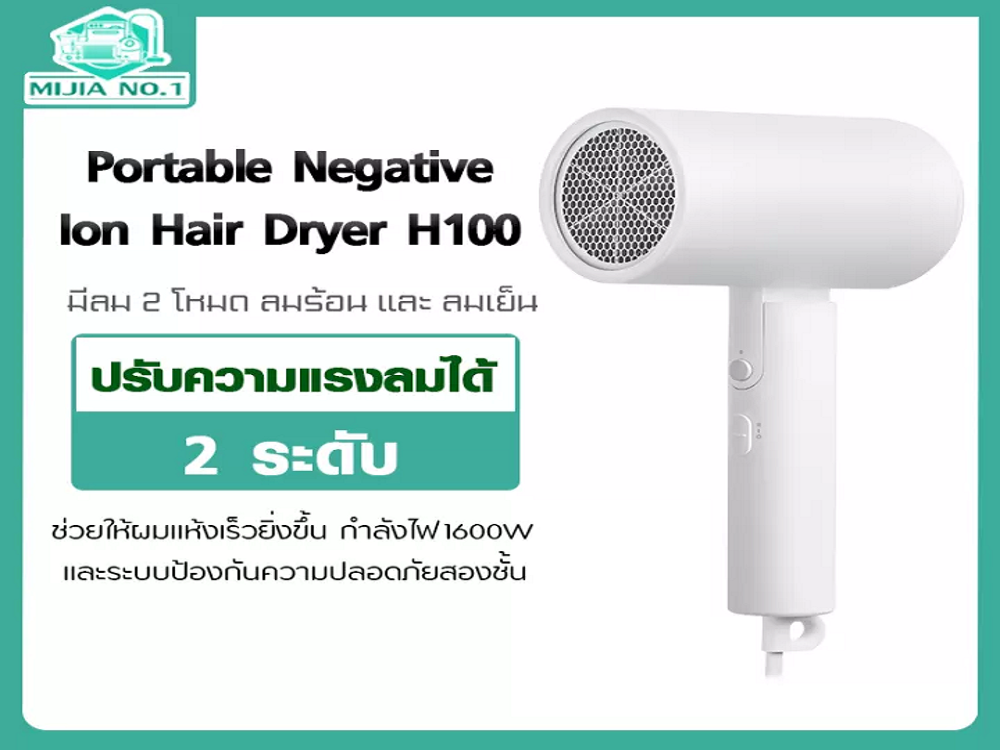 MIJIA NO.1
Portable Negative
Ion Hair Dryer H100
มีลม 2 โหมด ลมร้อน และ ลมเย็น
ปรับความแรงลมได้
2 ระดับ
ช่วยให้ผมแห้งเร็วยิ่งขึ้น กำลังไฟ1600W
และระบบป้องกันความปลอดภัยสองชั้น